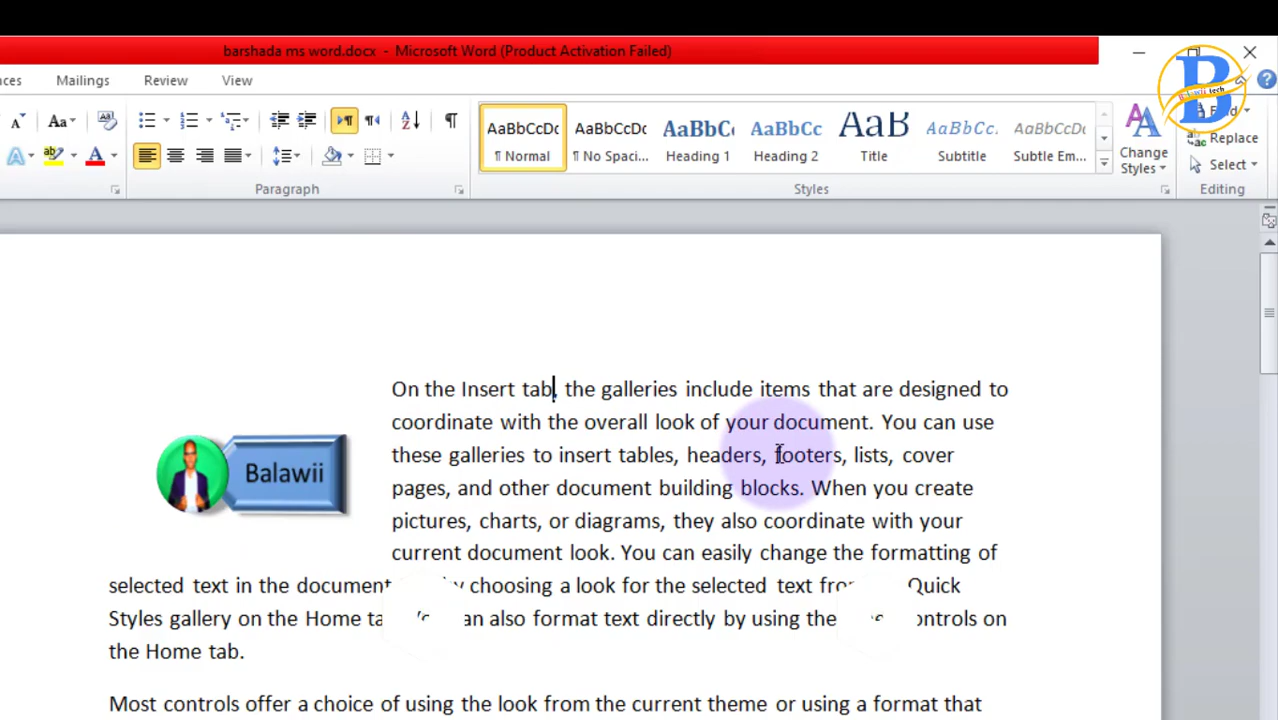 barshada ms word.docx - Microsoft Word (Product Activation Failed)
Mailings Review View
Balawii tech
Aa
A
AaBbCcDc AaBbCcDc AaBbC AaBbCc AaB AaBbCc. AaBbCcDc
¶ Normal ¶ No Spaci... Heading 1 Heading 2 Title Subtitle Subtle Em...
Change
Styles
Find
Replace
Select
Paragraph Styles Editing
On the Insert tab, the galleries include items that are designed to
coordinate with the overall look of your document. You can use
these galleries to insert tables, headers, footers, lists, cover
pages, and other document building blocks. When you create
pictures, charts, or diagrams, they also coordinate with your
current document look. You can easily change the formatting of
Balawii
selected text in the document by choosing a look for the selected text Quick
Styles gallery on the Home also format text directly by using the on
the Home tab.
Most controls offer a choice of using the look from the current theme or using a format that